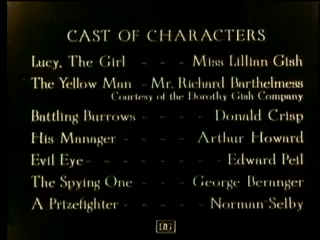 CAST OF CHARACTERS
Lucy, The Girl - - - Miss Lillian Gish
The Yellow Man - Mr. Richard Barthelmess
Courtesy of the Dorothy Gish Company
Battling Burrows - - - Donald Crisp
His Manager - - - - Arthur Howard
Evil Eye - - - - - - Edward Peil
The Spying One - - - George Beranger
A Prizefighter - - - - Norman Selby
DG